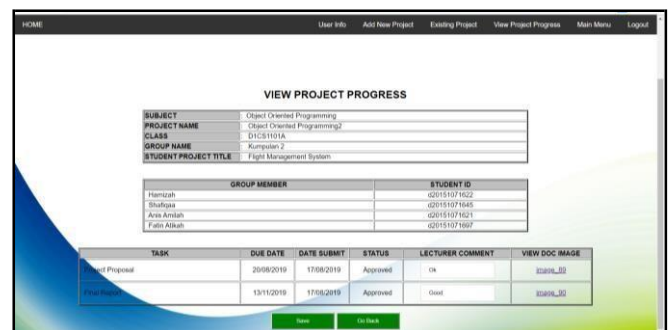 HOME User Info Add New Project Existing Project View Project Progress Main Menu Logout
VIEW PROJECT PROGRESS
SUBJECT : Object Oriented Programming
PROJECT NAME : Object Oriented Programming2
CLASS : D1CS1101A
GROUP NAME : Kumpulan 2
STUDENT PROJECT TITLE : Flight Management System
GROUP MEMBER STUDENT ID
Hamizah d20151071622
Shafiqaa d20151071645
Anis Amilah d20151071621
Fatin Atikah d20151071697
TASK DUE DATE DATE SUBMIT STATUS LECTURER COMMENT VIEW DOC IMAGE
Project Proposal 20/08/2019 17/08/2019 Approved Ok image_89
Final Report 13/11/2019 17/08/2019 Approved Good image_90
Save Go Back